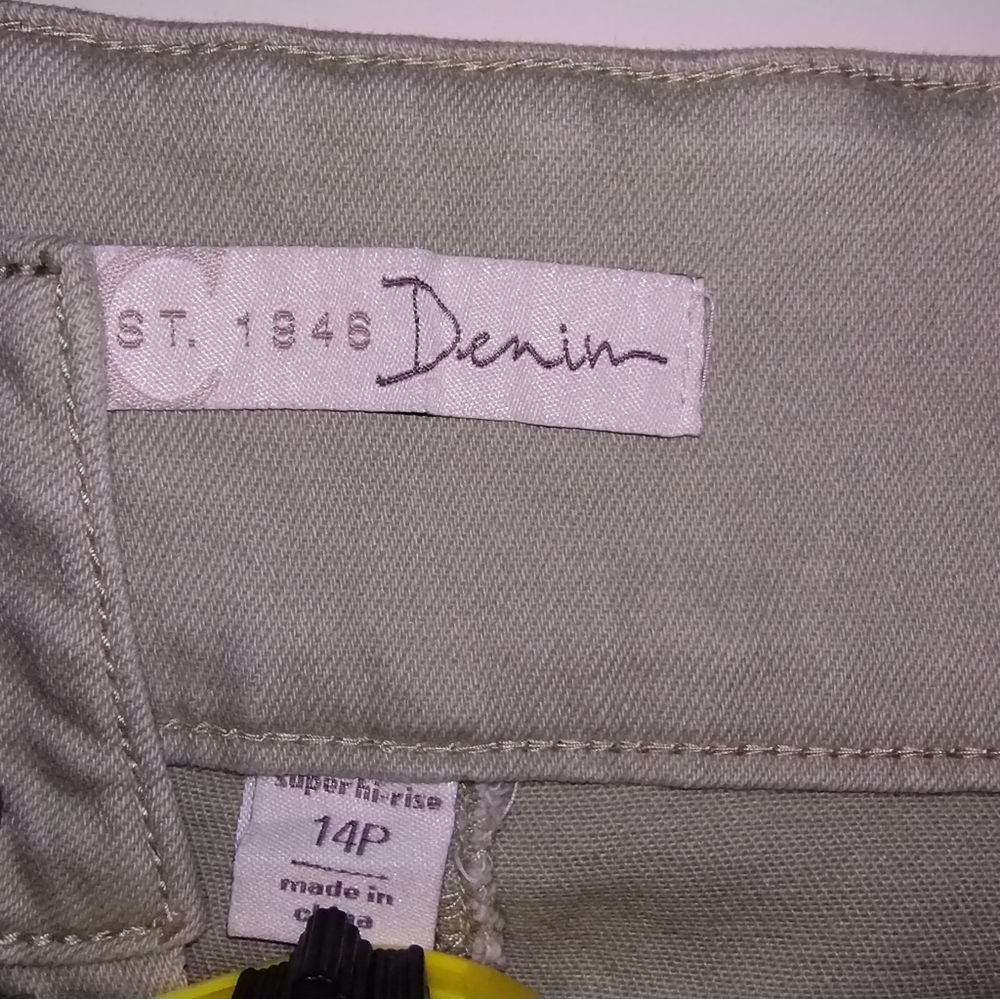 ST. 1946 Denim
super hi-rise
14P
made in
china